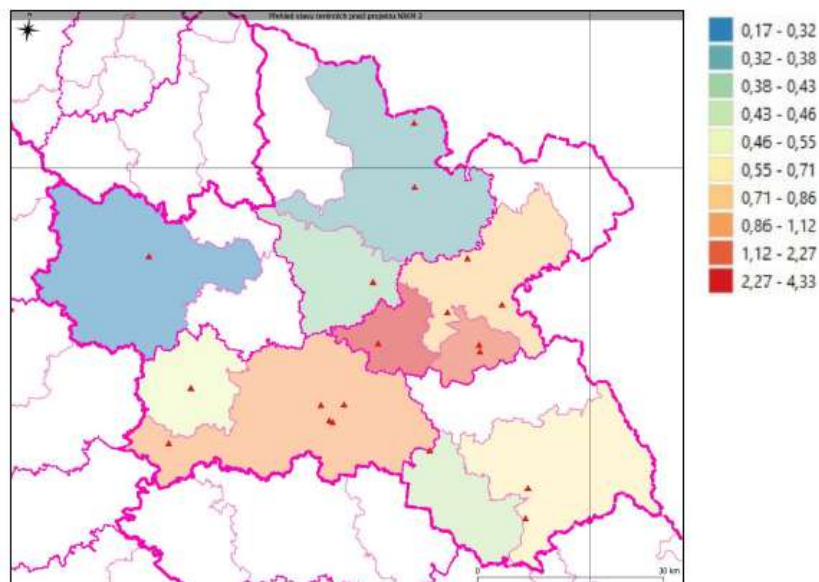 Přehled stavu terénních prací projektu NIKM 2
0,17 - 0,32
0,32 - 0,38
0,38 - 0,43
0,43 - 0,46
0,46 - 0,55
0,55 - 0,71
0,71 - 0,86
0,86 - 1,12
1,12 - 2,27
2,27 - 4,33
0 30 km